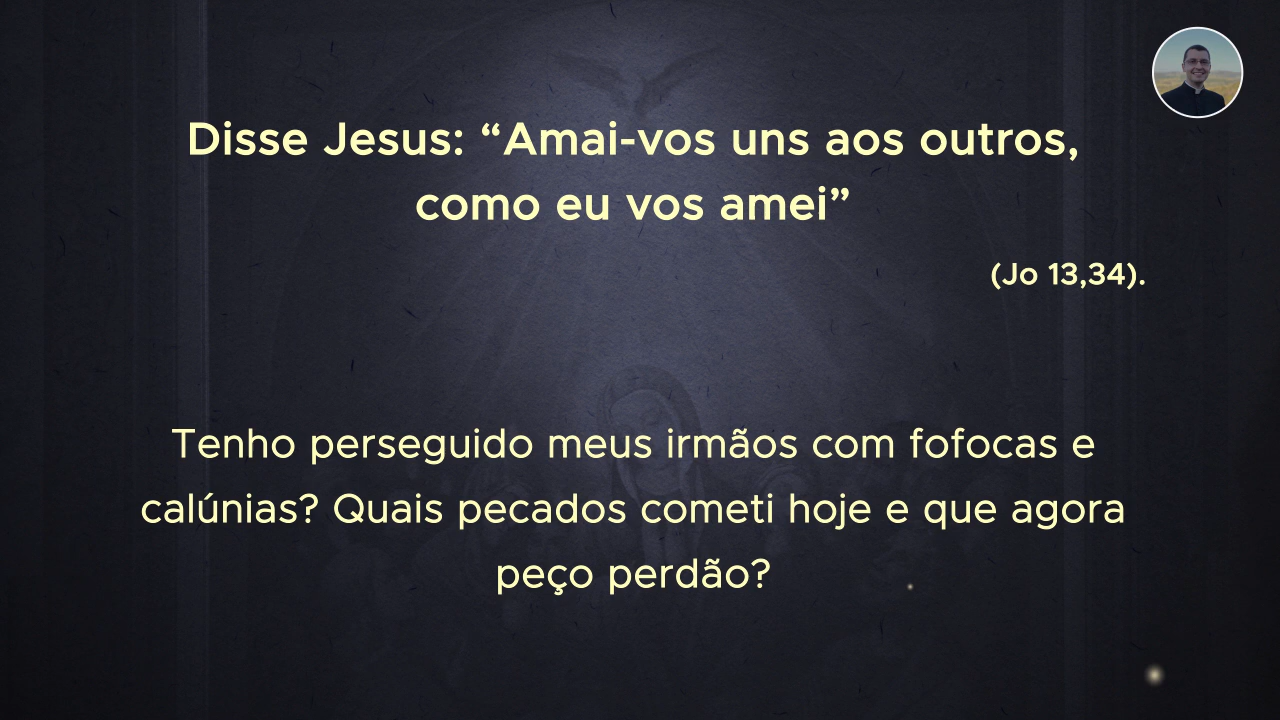 Disse Jesus: “Amai-vos uns aos outros,
como eu vos amei”
(Jo 13,34).
Tenho perseguido meus irmãos com fofocas e
calúnias? Quais pecados cometi hoje e que agora
peço perdão?